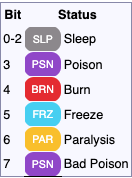 Bit Status
0-2 SLP Sleep
3 PSN Poison
4 BRN Burn
5 FRZ Freeze
6 PAR Paralysis
7 PSN Bad Poison